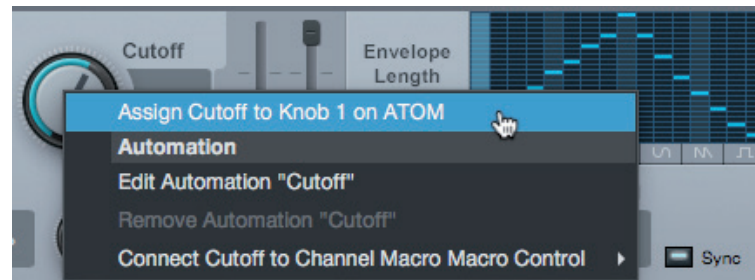 Cutoff
Envelope
Length
Assign Cutoff to Knob 1 on ATOM
Automation
Edit Automation "Cutoff"
Remove Automation "Cutoff"
Connect Cutoff to Channel Macro Macro Control
Sync